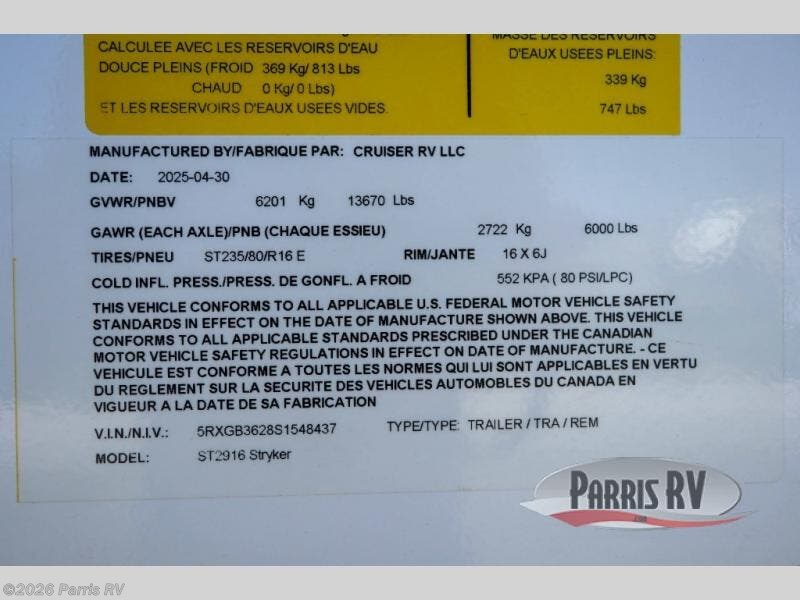 CALCULEE AVEC LES RESERVOIRS D'EAU
DOUCE PLEINS (FROID 369 Kg/ 813 Lbs
CHAUD 0 Kg/ 0 Lbs)
ET LES RESERVOIRS D'EAUX USEES VIDES.
MASSE DES RESERVOIRS
D'EAUX USEES PLEINS:
339 Kg
747 Lbs
MANUFACTURED BY/FABRIQUE PAR: CRUISER RV LLC
DATE: 2025-04-30
GVWR/PNBV 6201 Kg 13670 Lbs
GAWR (EACH AXLE)/PNB (CHAQUE ESSIEU) 2722 Kg 6000 Lbs
TIRES/PNEU ST235/80/R16 E RIM/JANTE 16 X 6J
COLD INFL. PRESS./PRESS. DE GONFL. A FROID 552 KPA ( 80 PSI/LPC)
THIS VEHICLE CONFORMS TO ALL APPLICABLE U.S. FEDERAL MOTOR VEHICLE SAFETY
STANDARDS IN EFFECT ON THE DATE OF MANUFACTURE SHOWN ABOVE. THIS VEHICLE
CONFORMS TO ALL APPLICABLE STANDARDS PRESCRIBED UNDER THE CANADIAN
MOTOR VEHICLE SAFETY REGULATIONS IN EFFECT ON DATE OF MANUFACTURE. - CE
VEHICULE EST CONFORME A TOUTES LES NORMES QUI LUI SONT APPLICABLES EN VERTU
DU REGLEMENT SUR LA SECURITE DES VEHICLES AUTOMOBILES DU CANADA EN
VIGUEUR A LA DATE DE SA FABRICATION
V.I.N./N.I.V.: 5RXGB3628S1548437 TYPE/TYPE: TRAILER / TRA / REM
MODEL: ST2916 Stryker
PARRIS RV
©2026 Parris RV